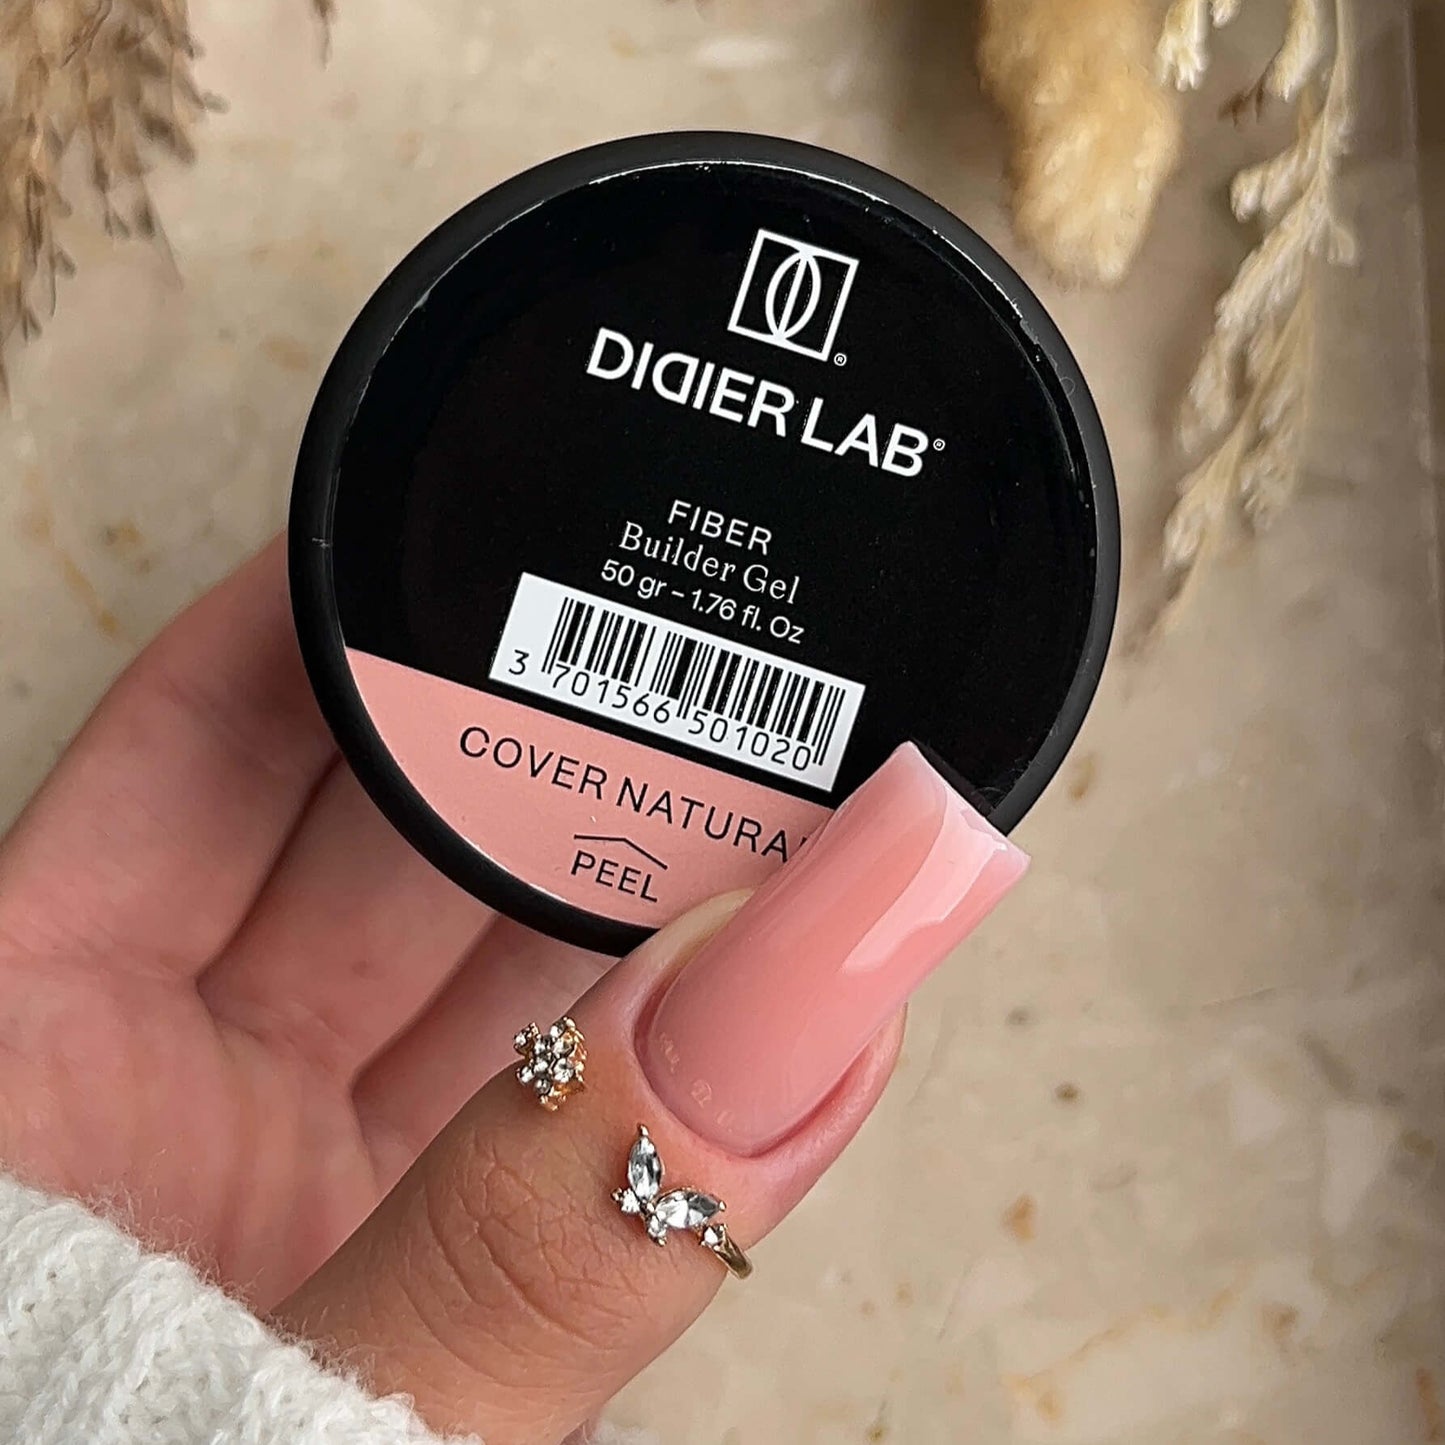 DIDIER LAB®
FIBER
Builder Gel
50 gr - 1.76 fl. Oz
3 701566 501020
COVER NATURAL
PEEL